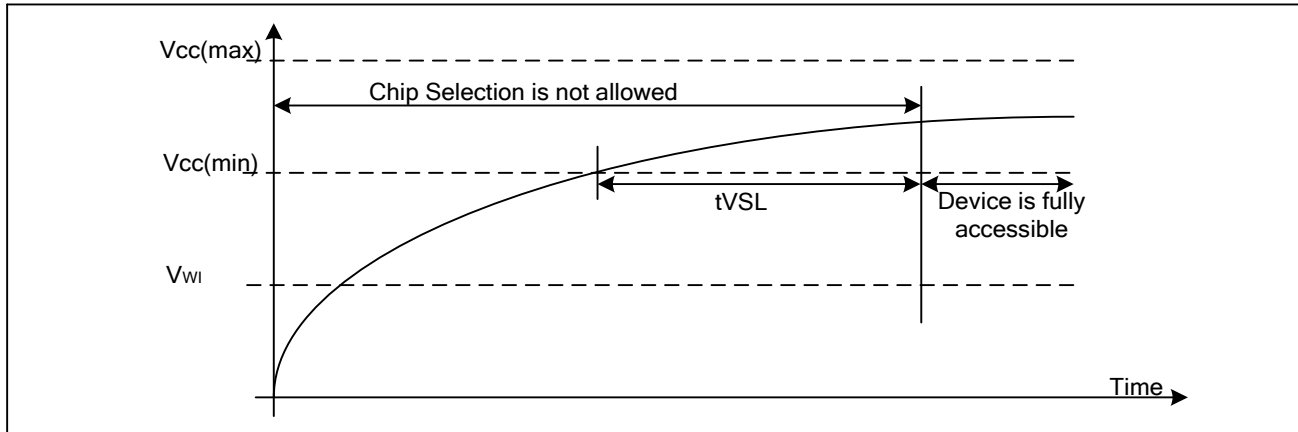 Vcc(max)
Chip Selection is not allowed
Vcc(min)
tVSL
Device is fully
accessible
VWI
Time